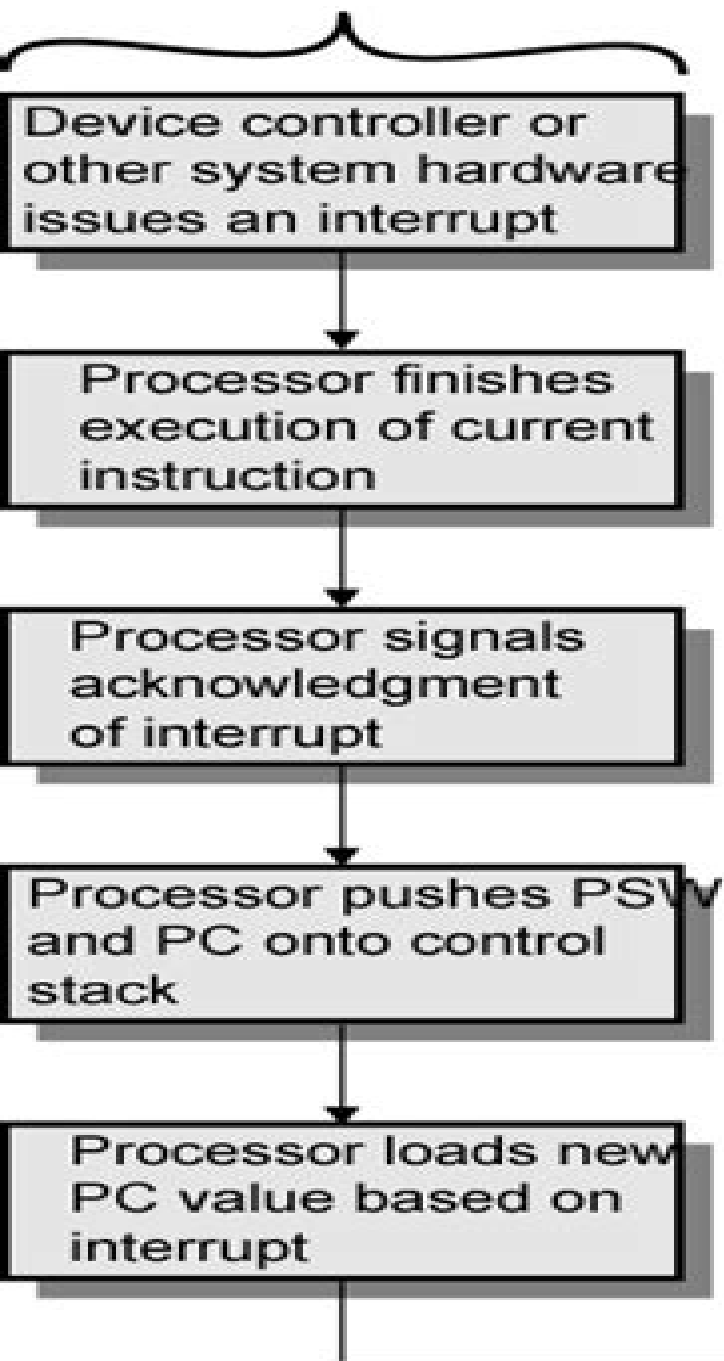 Device controller or
other system hardware
issues an interrupt
Processor finishes
execution of current
instruction
Processor signals
acknowledgment
of interrupt
Processor pushes PSW
and PC onto control
stack
Processor loads new
PC value based on
interrupt